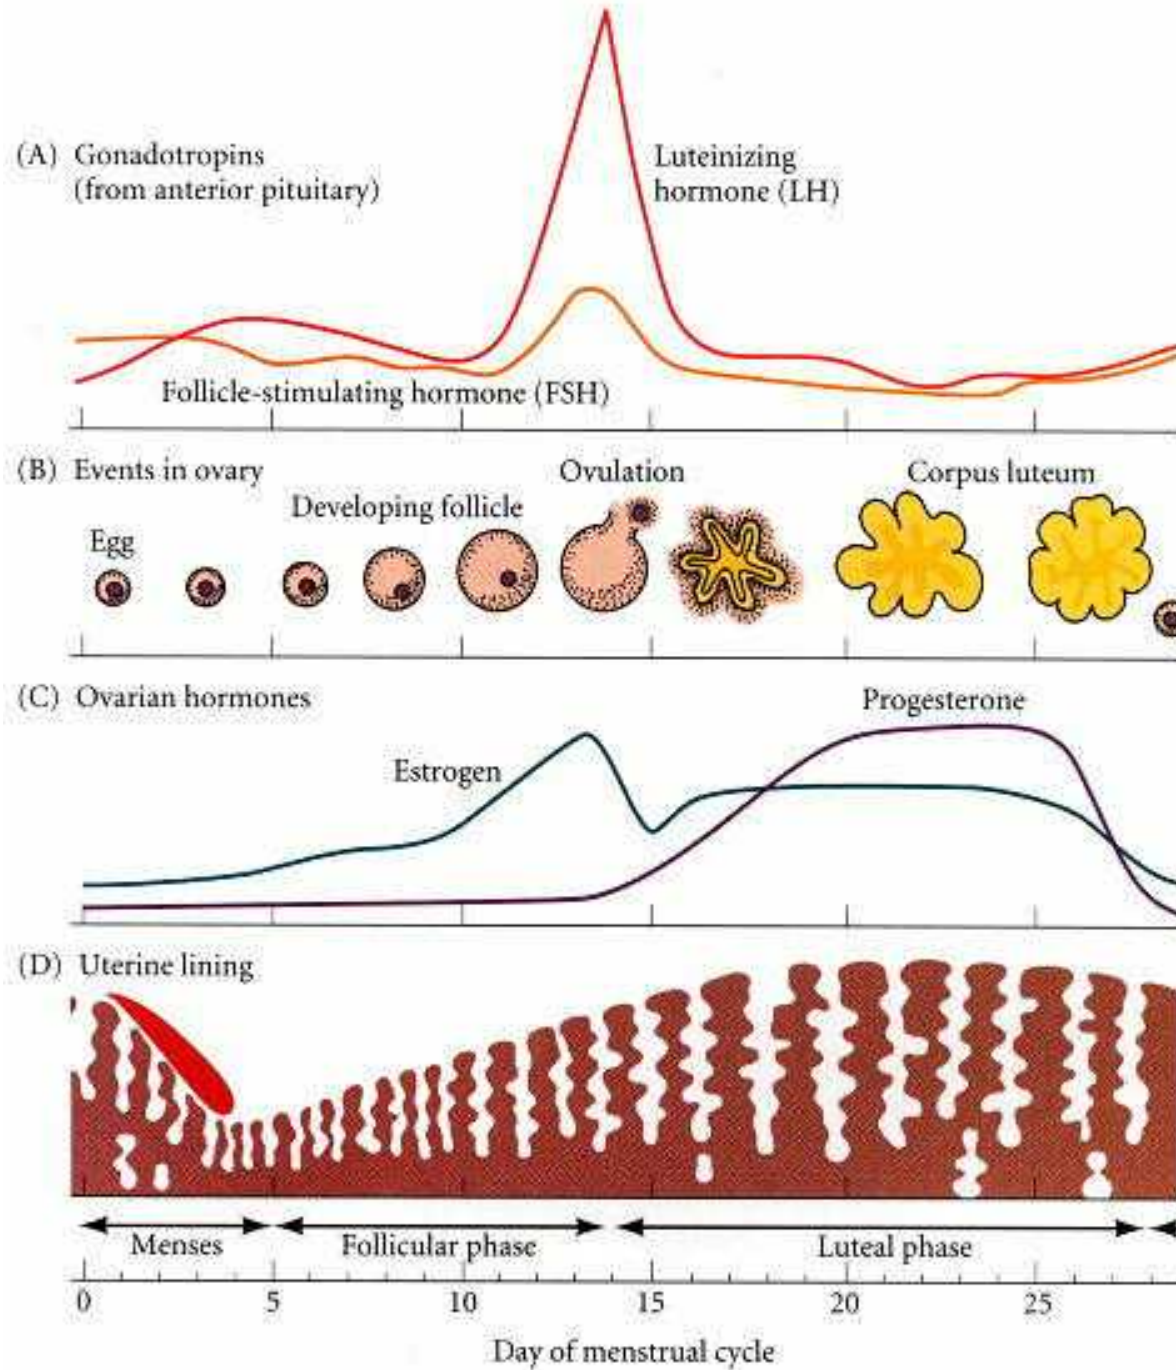 (A) Gonadotropins
(from anterior pituitary)
Luteinizing
hormone (LH)
Follicle-stimulating hormone (FSH)
(B) Events in ovary
Ovulation
Corpus luteum
Developing follicle
Egg
(C) Ovarian hormones
Progesterone
Estrogen
(D) Uterine lining
Menses
Follicular phase
Luteal phase
0 5 10 15 20 25
Day of menstrual cycle